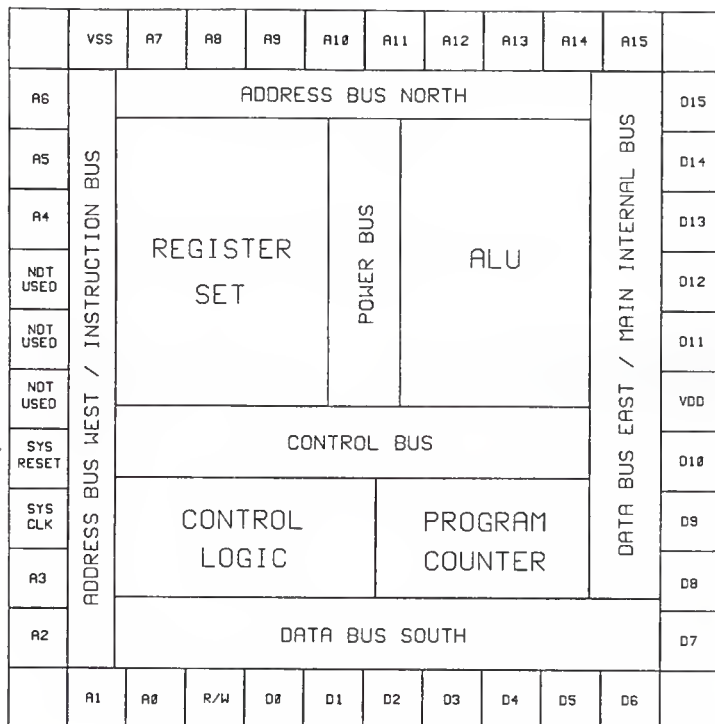 VSS A7 A8 A9 A10 A11 A12 A13 A14 A15
A6
A5
A4
NOT
USED
NOT
USED
NOT
USED
SYS
RESET
SYS
CLK
A3
A2
ADDRESS BUS WEST / INSTRUCTION BUS
ADDRESS BUS NORTH
REGISTER
SET
POWER BUS
ALU
CONTROL BUS
CONTROL
LOGIC
PROGRAM
COUNTER
DATA BUS SOUTH
DATA BUS EAST / MAIN INTERNAL BUS
D15
D14
D13
D12
D11
VDD
D10
D9
D8
D7
A1 A0 R/W D0 D1 D2 D3 D4 D5 D6